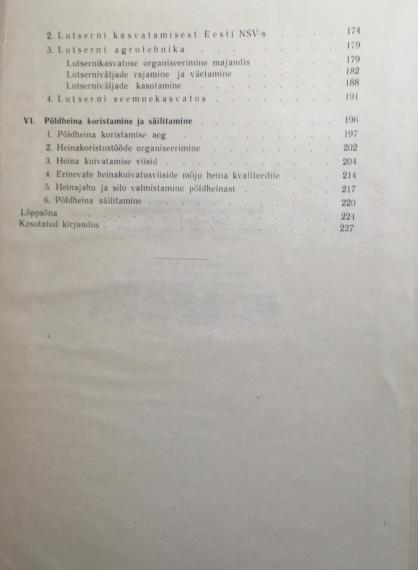 2. Lutserni kasvatamisest Eesti NSV-s . . . . 174
3. Lutserni agrotehnika . . . . . . . 179
Lutsernikasvatuse organiseerimine majandis . . . . 179
Lutserniväljade rajamine ja väetamine . . . . . 182
Lutserniväljade kasutamine . . . . . . . 188
4. Lutserni seemnekasvatus . . . . . . 191
VI. Põldheina koristamine ja säilitamine . . . . . . 196
1. Põldheina koristamise aeg . . . . . . . 197
2. Heinakoristustööde organiseerimine . . . . . 202
3. Heina kuivatamise viisid . . . . . . . 204
4. Erinevate heinakuivatusviiside mõju heina kvaliteedile . . 214
5. Heinajahu ja silo valmistamine põldheinast . . . . 217
6. Põldheina säilitamine . . . . . . . . 220
Lõppsõna . . . . . . . . . . . 224
Kasutatud kirjandus . . . . . . . . . . 227